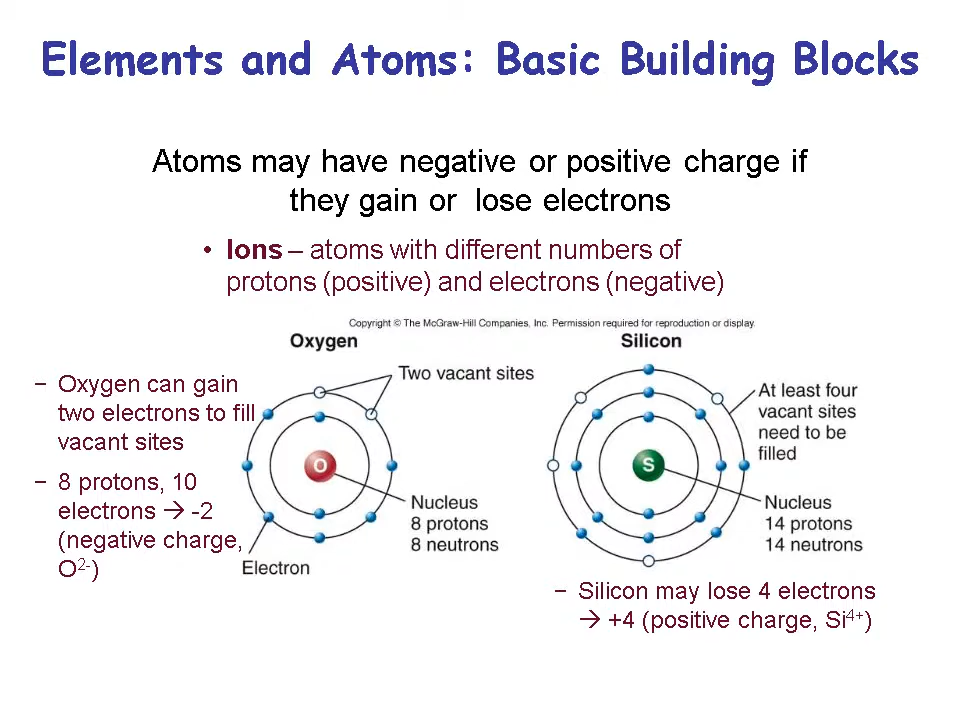 Elements and Atoms: Basic Building Blocks
Atoms may have negative or positive charge if
they gain or lose electrons
• Ions – atoms with different numbers of
protons (positive) and electrons (negative)
Copyright © The McGraw-Hill Companies, Inc. Permission required for reproduction or display.
Oxygen
Silicon
− Oxygen can gain
two electrons to fill
vacant sites
− 8 protons, 10
electrons → -2
(negative charge,
O²⁻)
Two vacant sites
O
Nucleus
8 protons
8 neutrons
Electron
At least four
vacant sites
need to be
filled
S
Nucleus
14 protons
14 neutrons
− Silicon may lose 4 electrons
→ +4 (positive charge, Si⁴⁺)